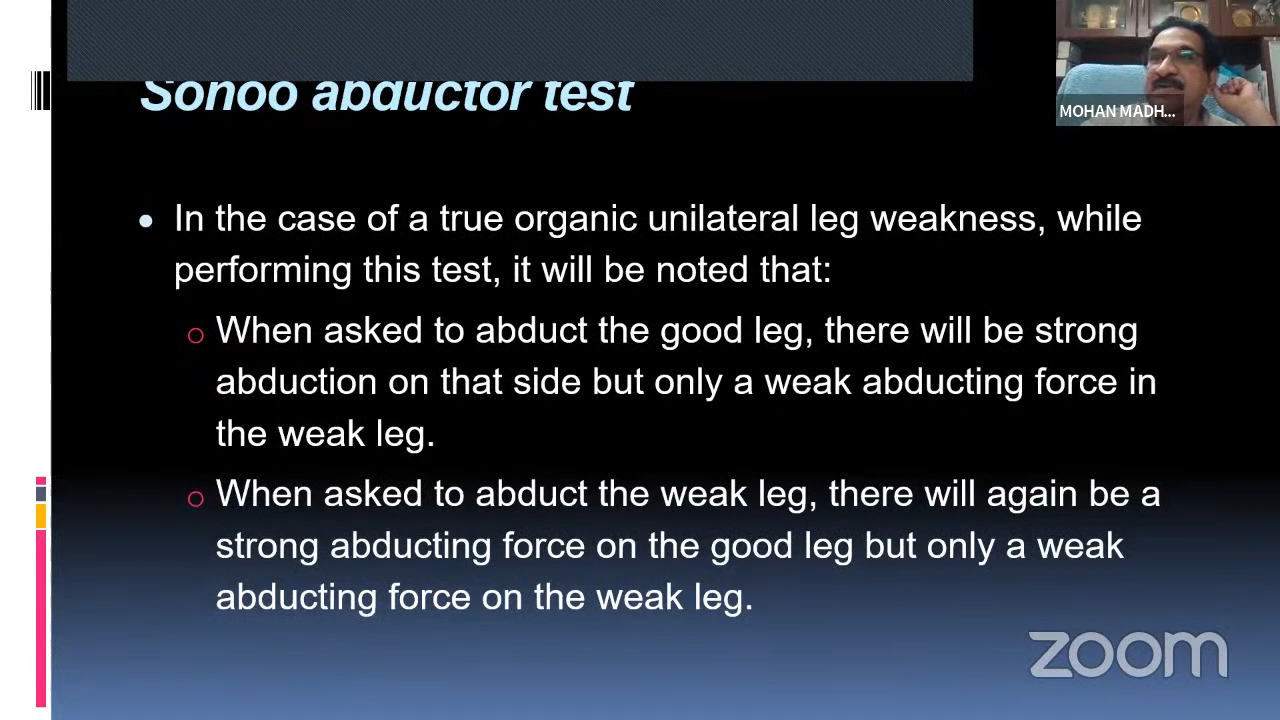 Sonoo abductor test
MOHAN MADH...
• In the case of a true organic unilateral leg weakness, while
performing this test, it will be noted that:
o When asked to abduct the good leg, there will be strong
abduction on that side but only a weak abducting force in
the weak leg.
o When asked to abduct the weak leg, there will again be a
strong abducting force on the good leg but only a weak
abducting force on the weak leg.
zoom